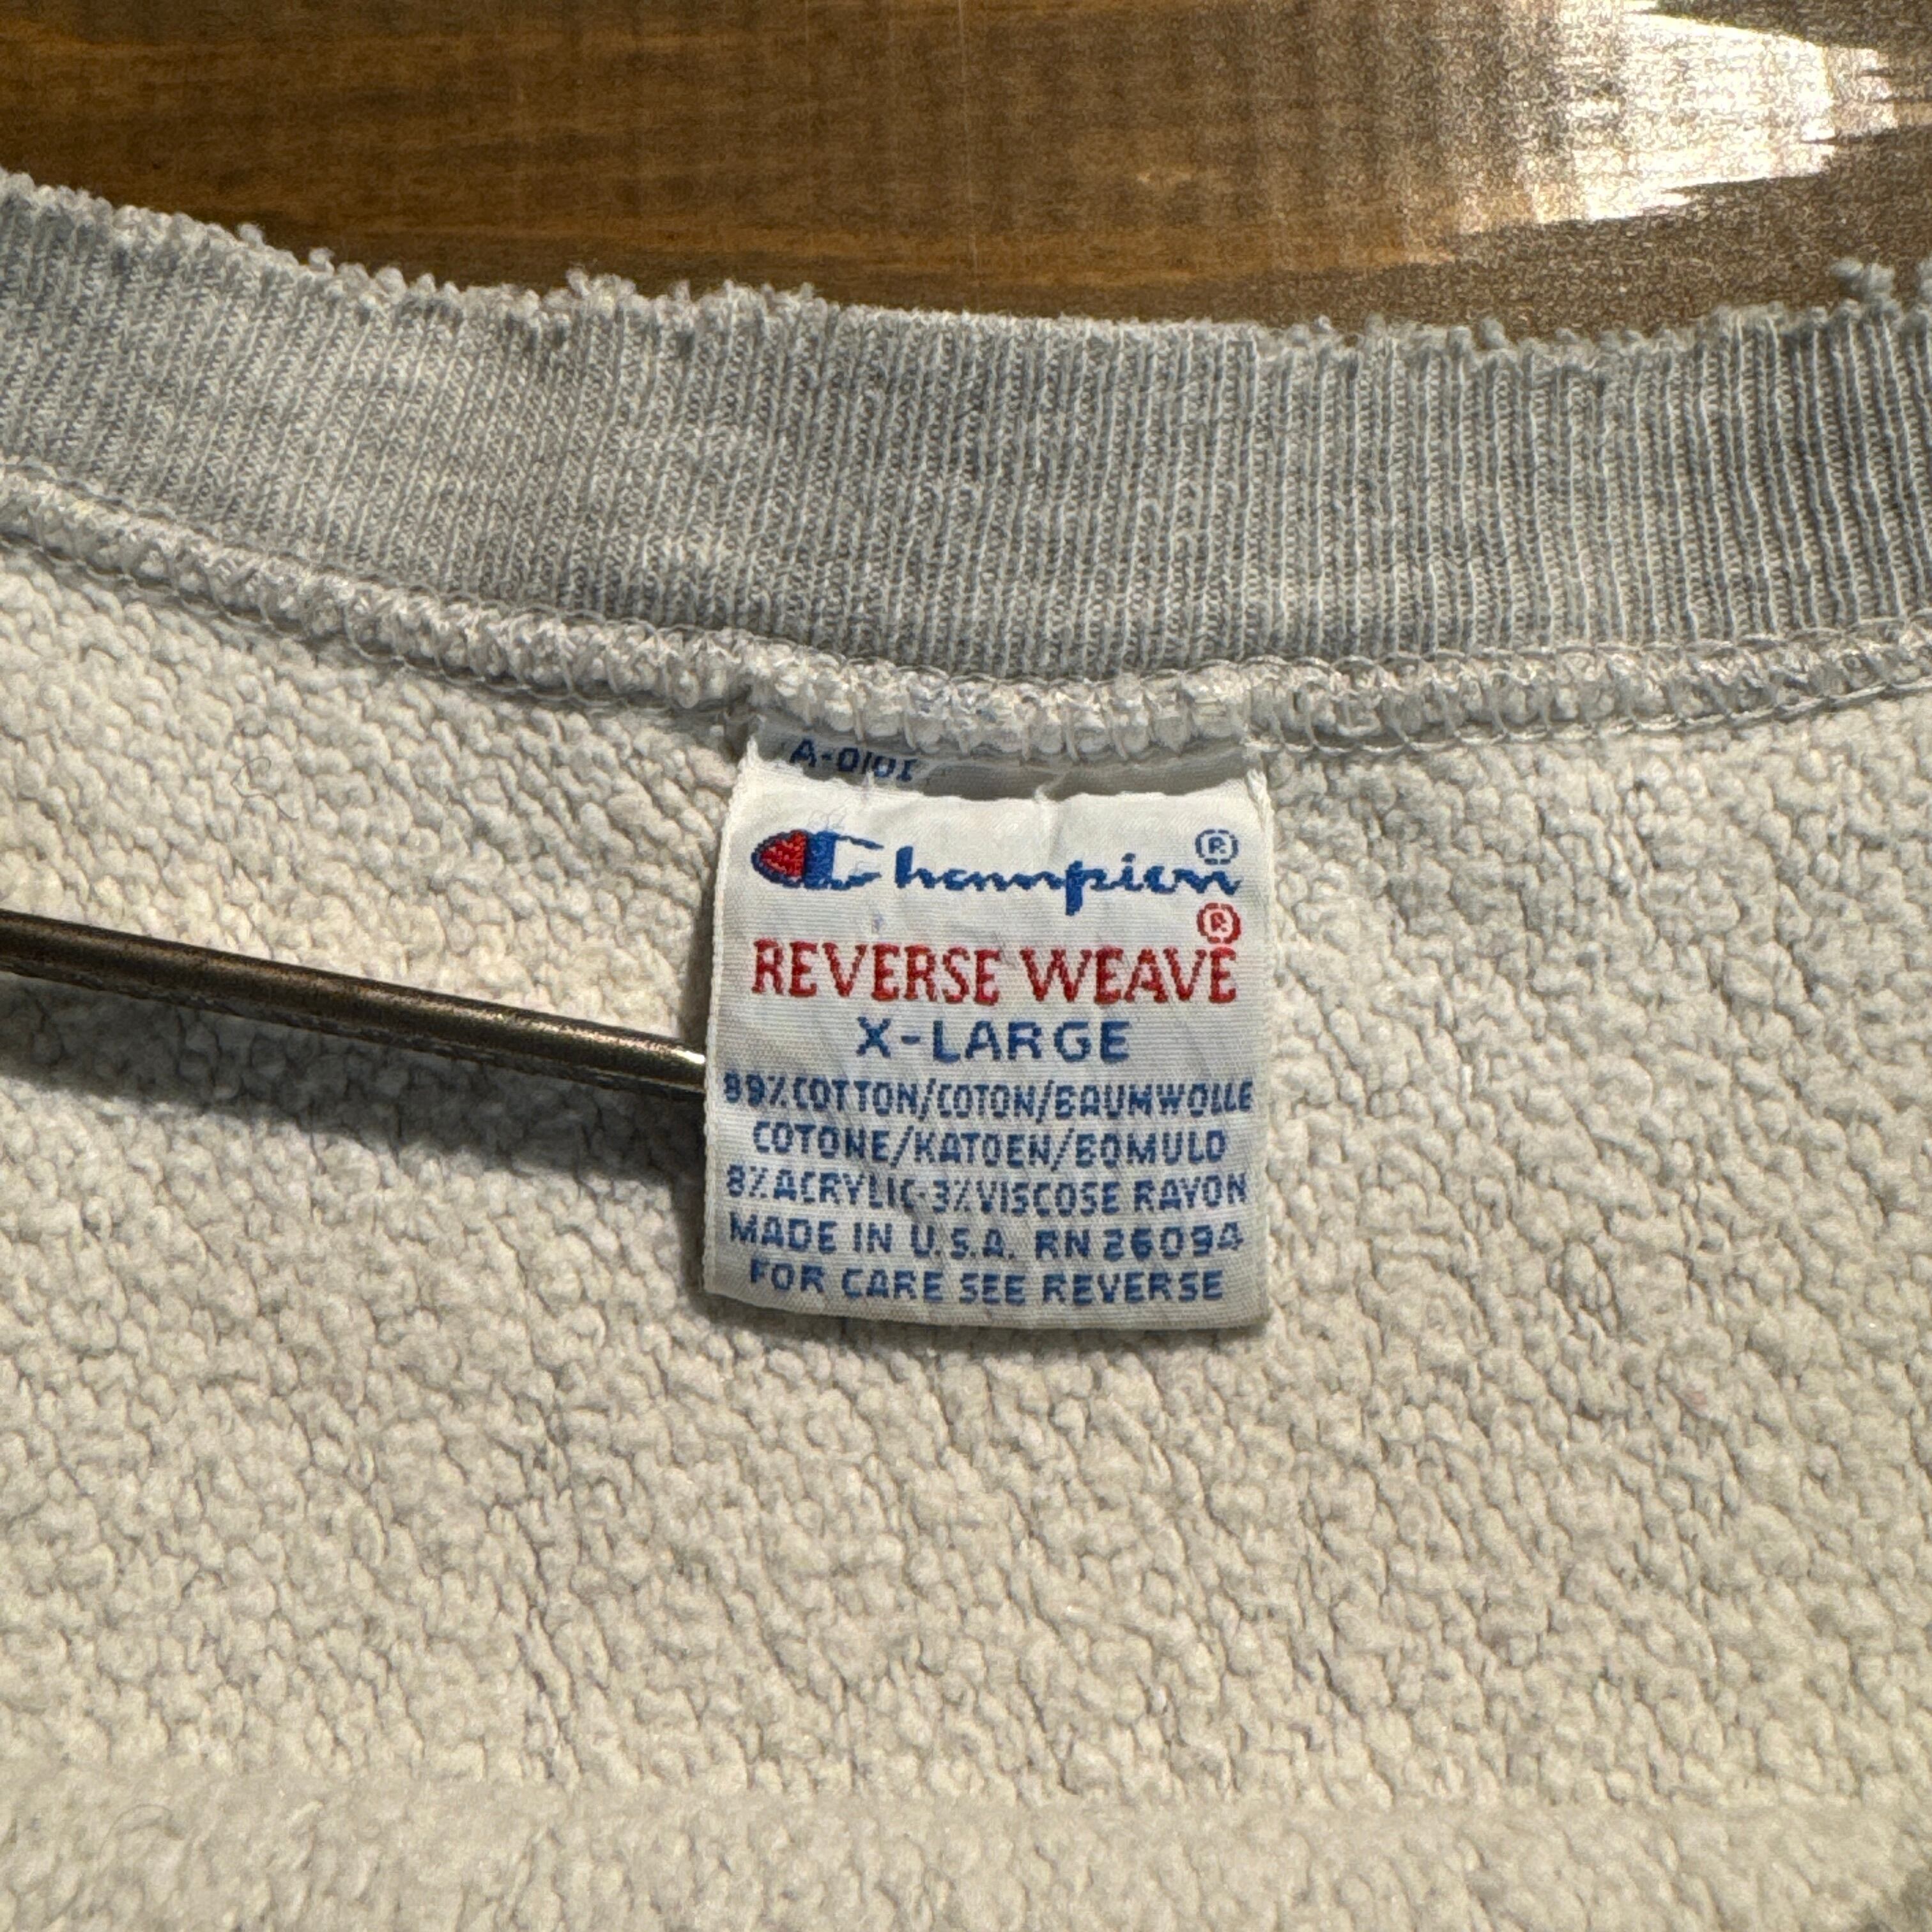 A-0101
Champion®
®
REVERSE WEAVE
X-LARGE
89%COTTON/COTON/BAUMWOLLE
COTONE/KATOEN/BOMULD
8%ACRYLIC-3%VISCOSE RAYON
MADE IN U.S.A. RN 26094
FOR CARE SEE REVERSE